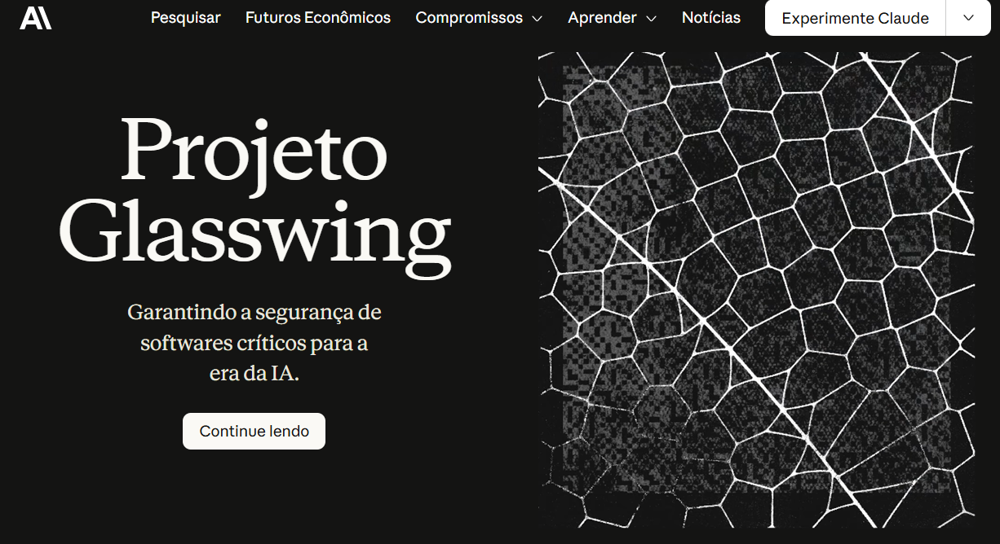 Pesquisar
Futuros Econômicos
Compromissos
Aprender
Notícias
Experimente Claude
Projeto
Glasswing
Garantindo a segurança de
softwares críticos para a
era da IA.
Continue lendo